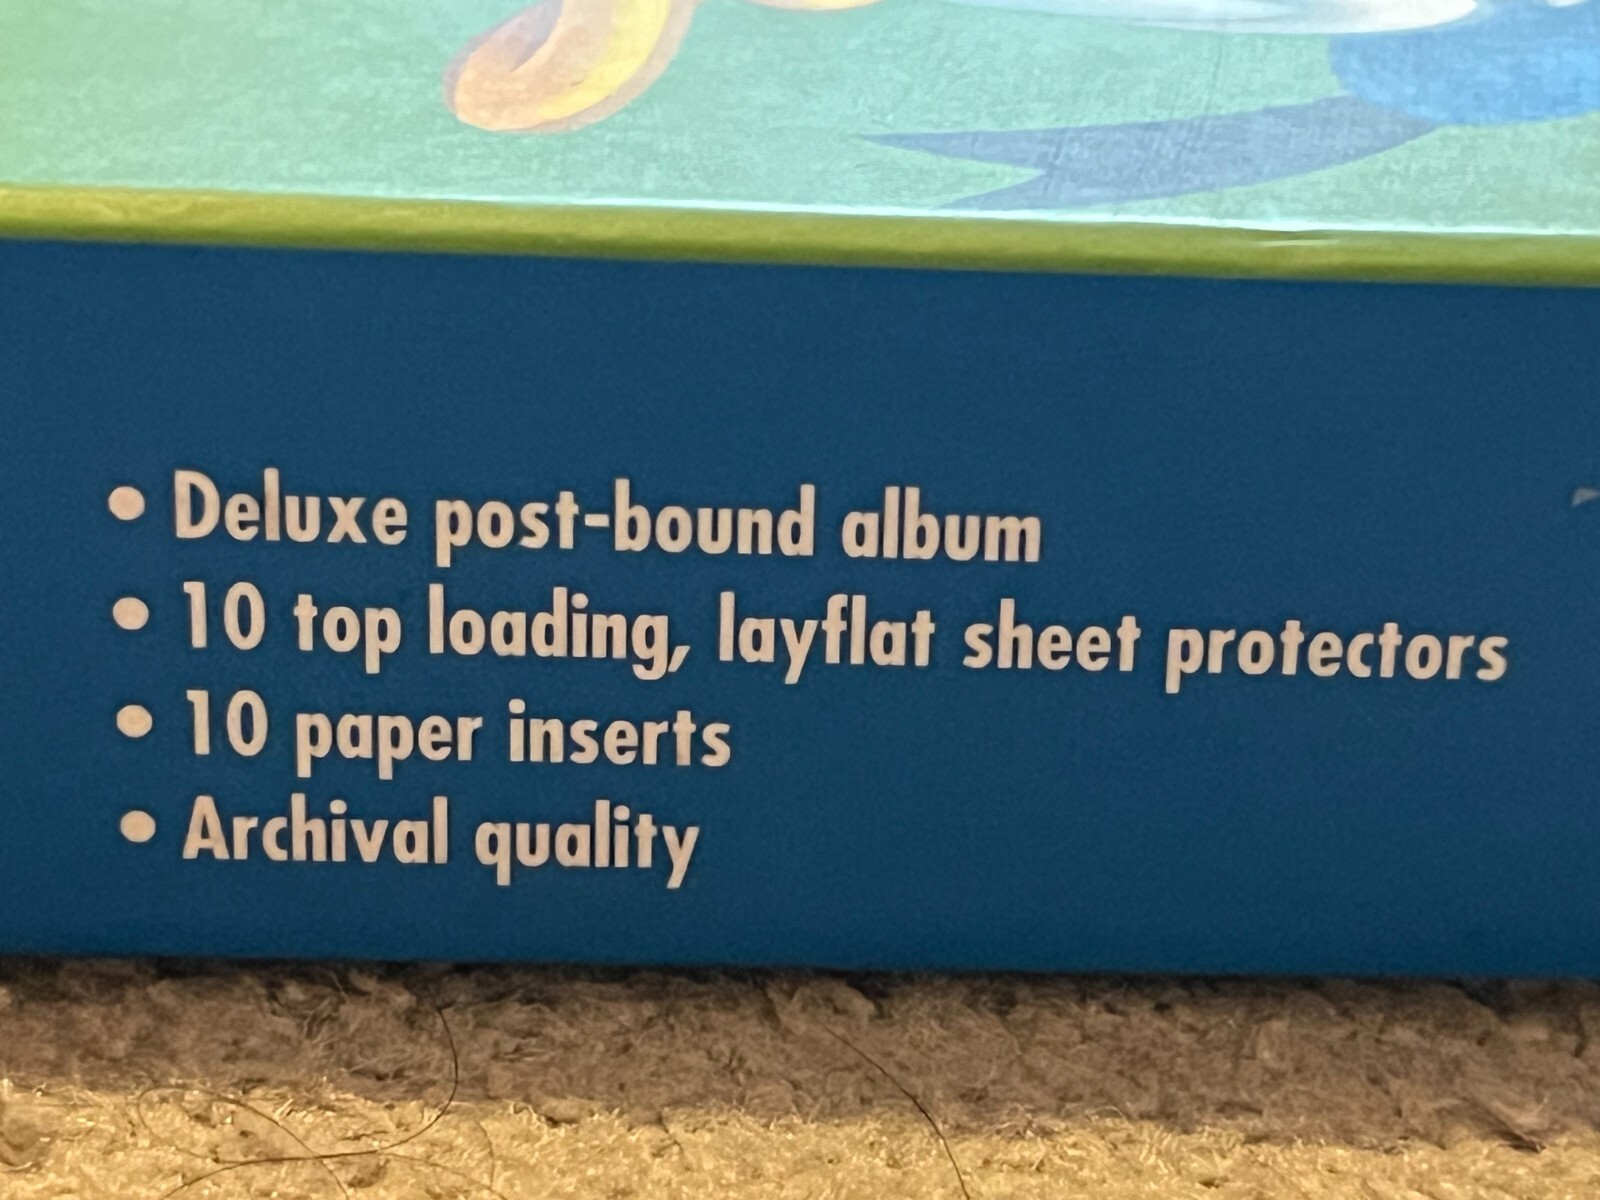 • Deluxe post-bound album
• 10 top loading, layflat sheet protectors
• 10 paper inserts
• Archival quality